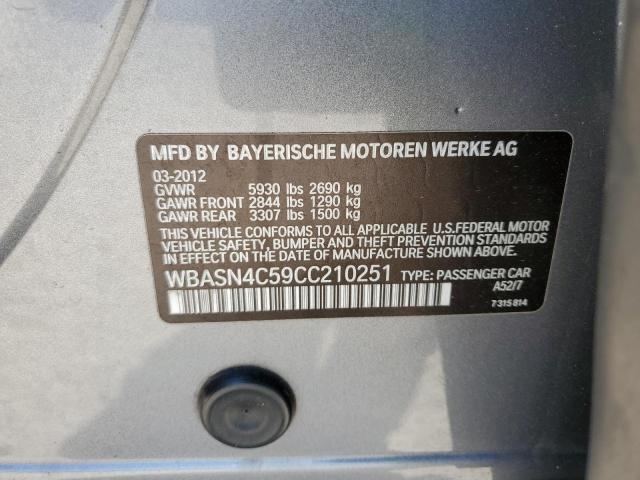 MFD BY BAYERISCHE MOTOREN WERKE AG
03-2012
GVWR 5930 lbs 2690 kg
GAWR FRONT 2844 lbs 1290 kg
GAWR REAR 3307 lbs 1500 kg
THIS VEHICLE CONFORMS TO ALL APPLICABLE U.S.FEDERAL MOTOR
VEHICLE SAFETY, BUMPER AND THEFT PREVENTION STANDARDS
IN EFFECT ON THE DATE OF MANUFACTURE SHOWN ABOVE.
WBASN4C59CC210251 TYPE: PASSENGER CAR
A52/7
7315814